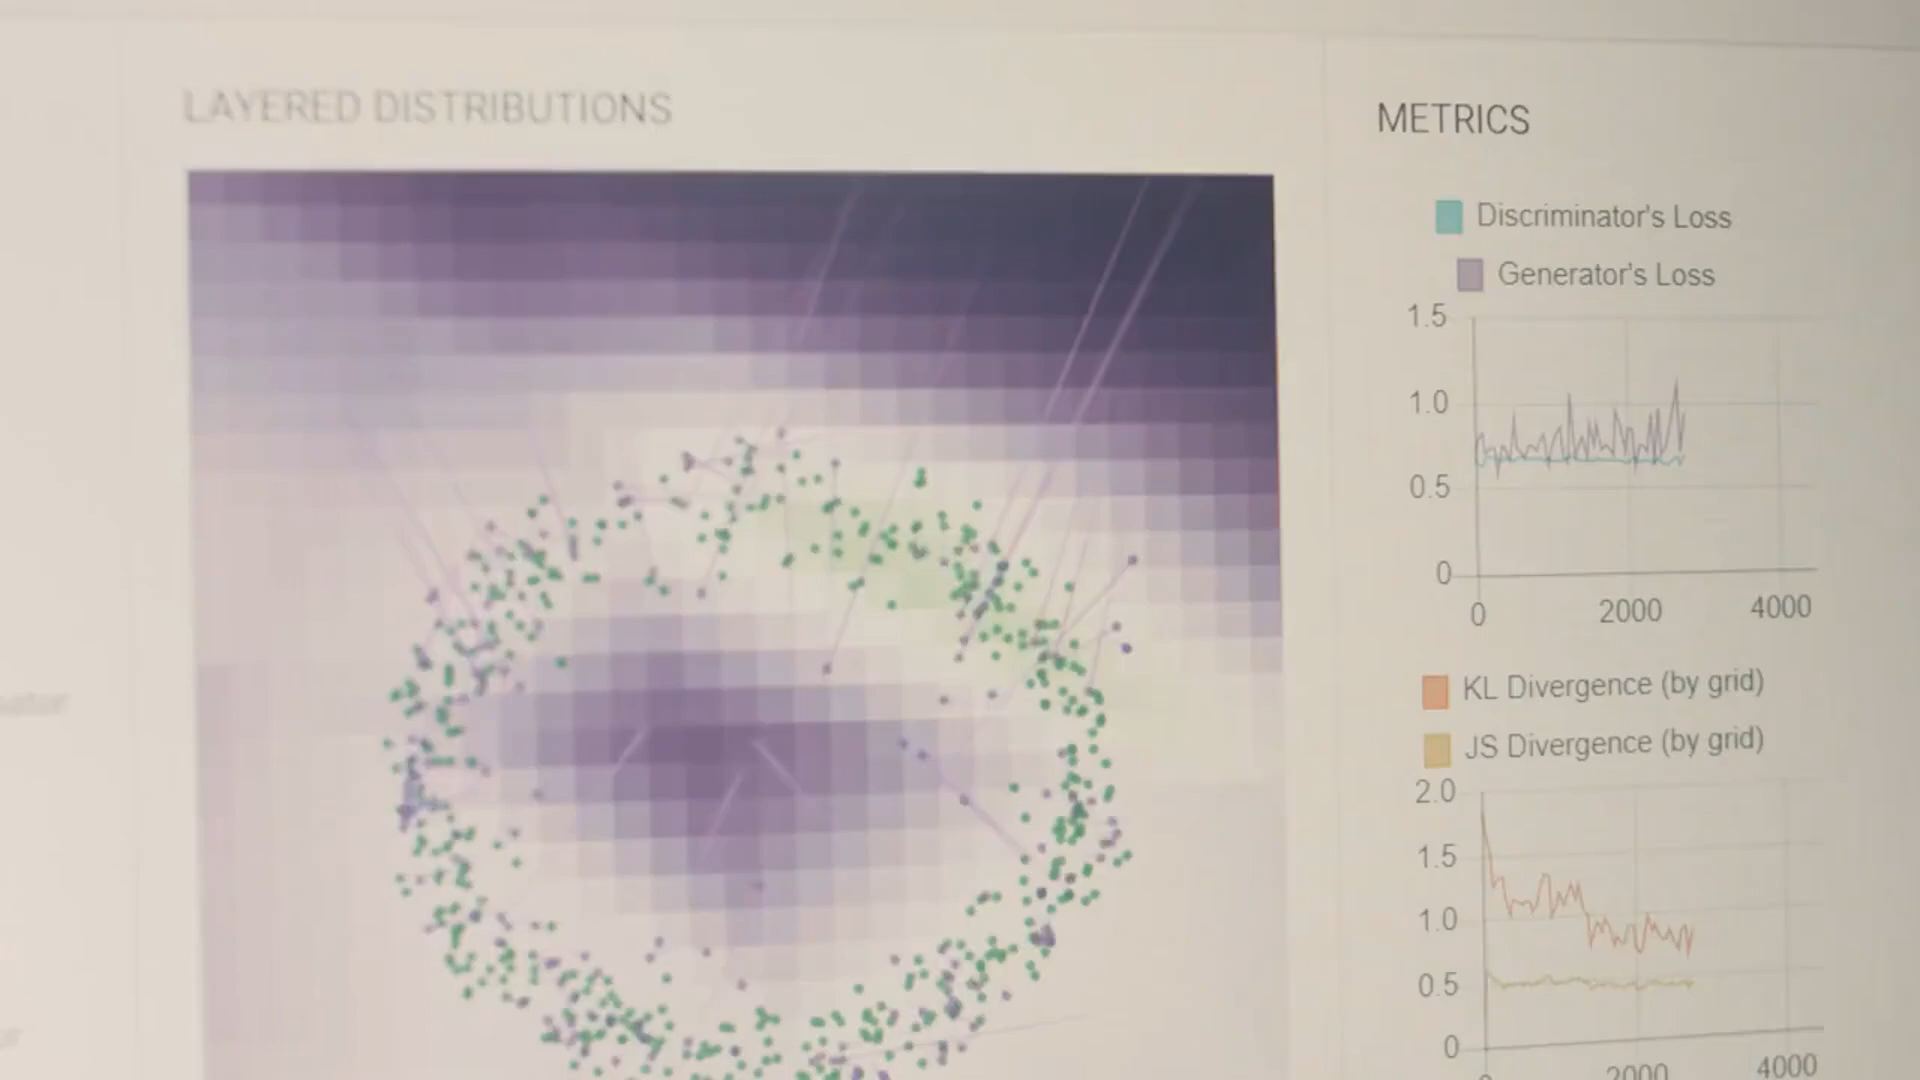 LAYERED DISTRIBUTIONS
METRICS
Discriminator's Loss
Generator's Loss
1.5
1.0
0.5
0
0
2000
4000
KL Divergence (by grid)
JS Divergence (by grid)
2.0
1.5
1.0
0.5
0
2000
4000